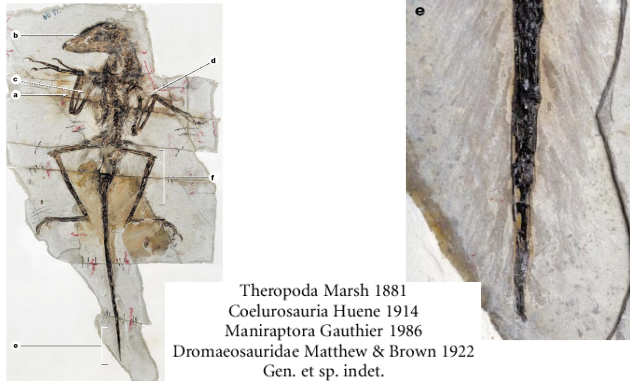 e
b
d
c
a
f
e
Theropoda Marsh 1881
Coelurosauria Huene 1914
Maniraptora Gauthier 1986
Dromaeosauridae Matthew & Brown 1922
Gen. et sp. indet.